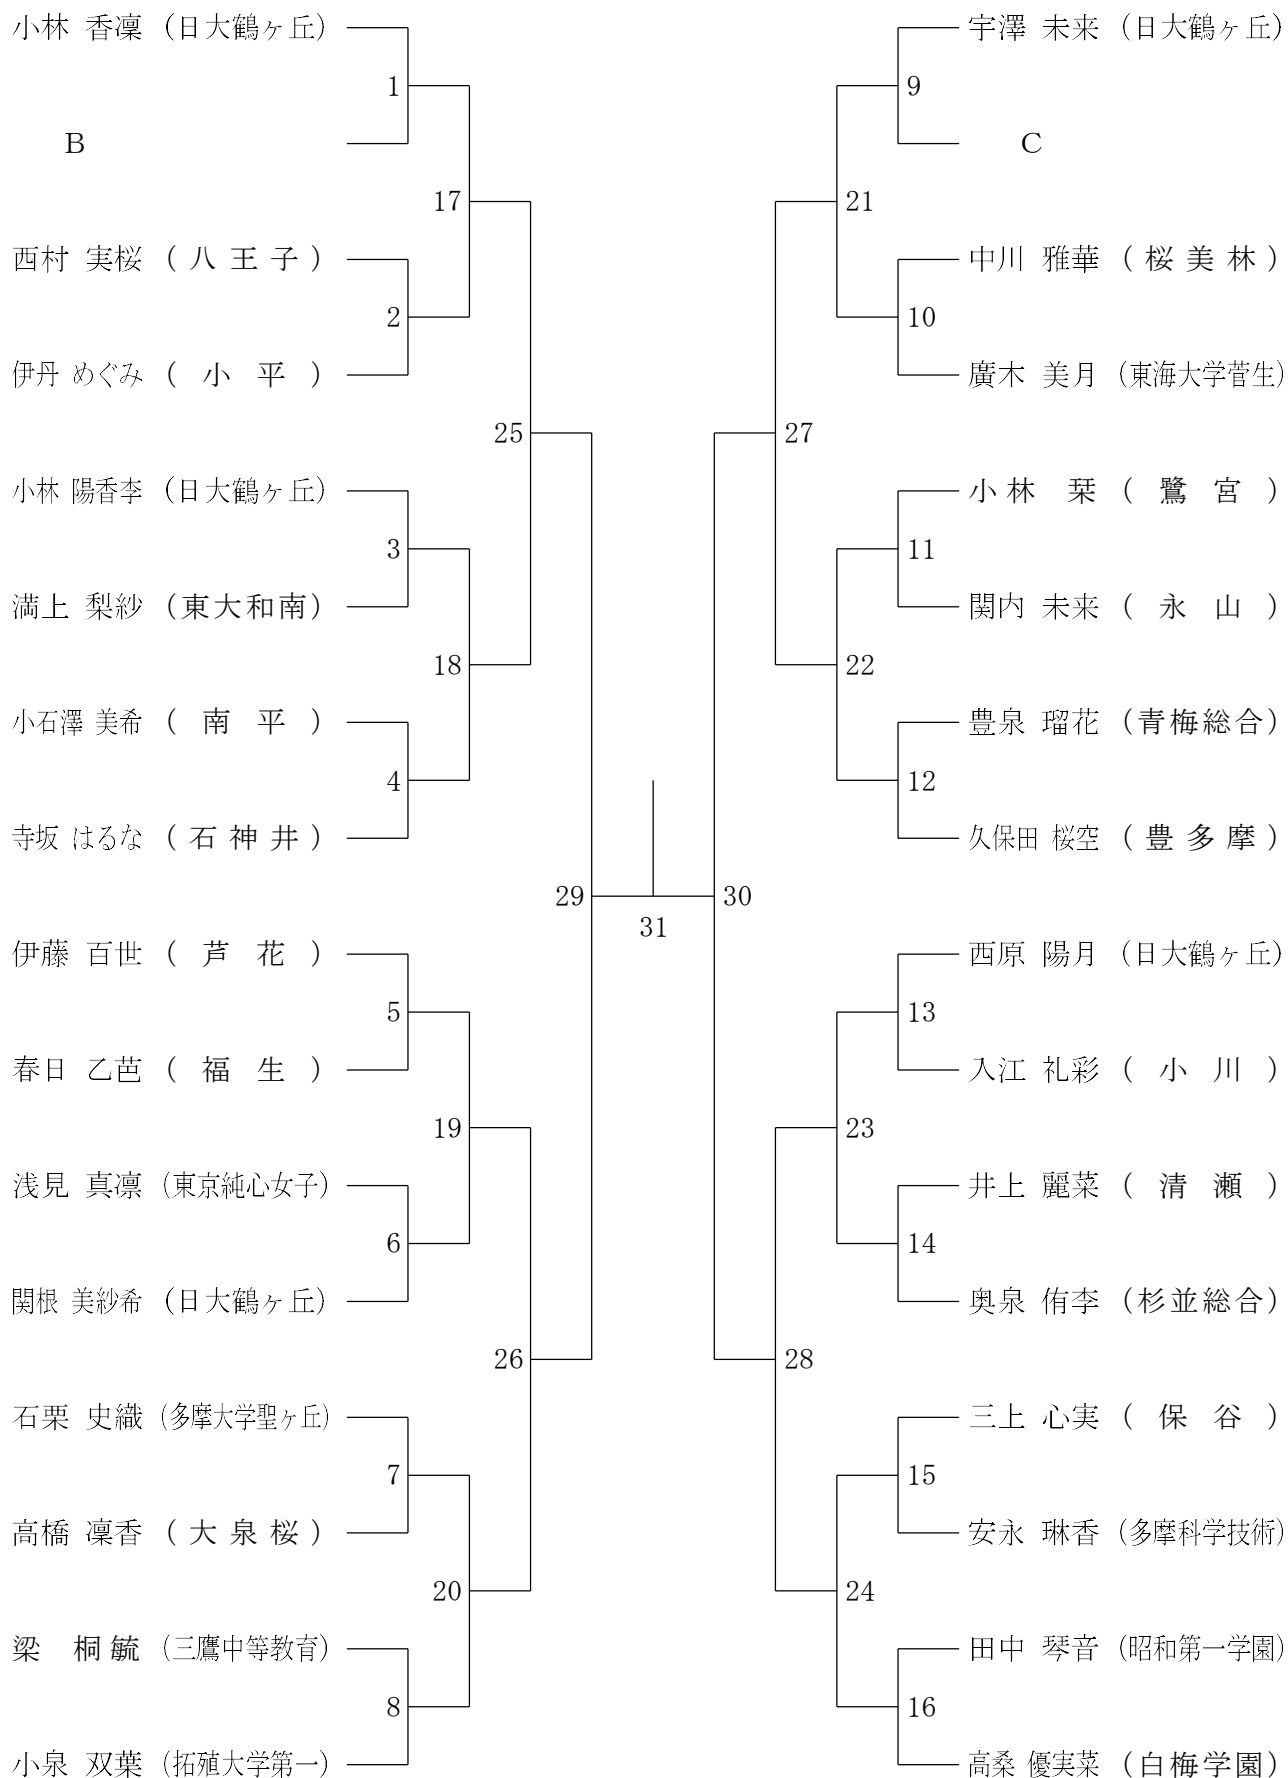 小林 香凜 (日大鶴ヶ丘)
1
B
17
西村 実桜 (八王子)
2
伊丹 めぐみ (小平)
25
小林 陽香李 (日大鶴ヶ丘)
3
満上 梨紗 (東大和南)
18
小石澤 美希 (南平)
4
寺坂 はるな (石神井)
29
伊藤 百世 (芦花)
5
春日 乙芭 (福生)
19
浅見 真凛 (東京純心女子)
6
関根 美紗希 (日大鶴ヶ丘)
26
石栗 史織 (多摩大学聖ヶ丘)
7
高橋 凜香 (大泉桜)
20
梁 桐毓 (三鷹中等教育)
8
小泉 双葉 (拓殖大学第一)
31
宇澤 未来 (日大鶴ヶ丘)
9
C
21
中川 雅華 (桜美林)
10
廣木 美月 (東海大学菅生)
27
小林 栞 (鷺宮)
11
関内 未来 (永山)
22
豊泉 瑠花 (青梅総合)
12
久保田 桜空 (豊多摩)
30
西原 陽月 (日大鶴ヶ丘)
13
入江 礼彩 (小川)
23
井上 麗菜 (清瀬)
14
奥泉 侑李 (杉並総合)
28
三上 心実 (保谷)
15
安永 琳香 (多摩科学技術)
24
田中 琴音 (昭和第一学園)
16
高桑 優実菜 (白梅学園)